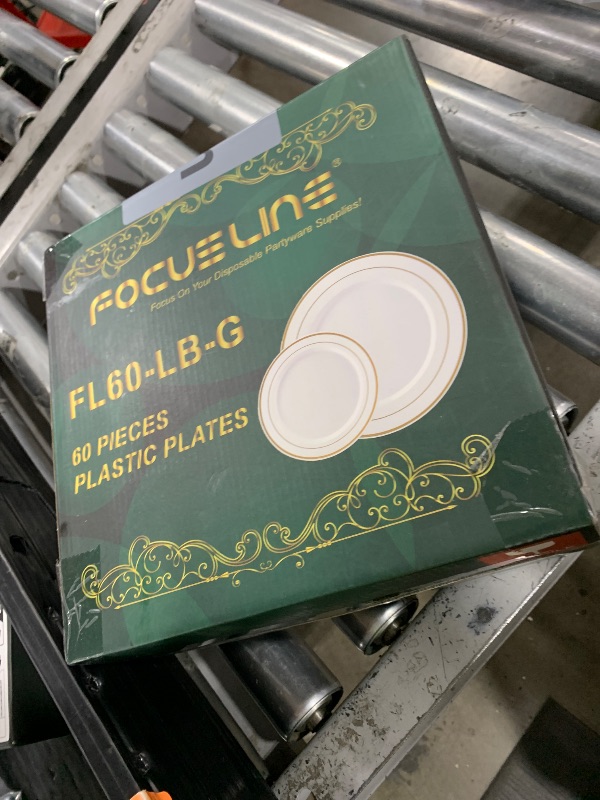 FOCUSLINE®
Focus On Your Disposable Partyware Supplies!
FL60-LB-G
60 PIECES
PLASTIC PLATES